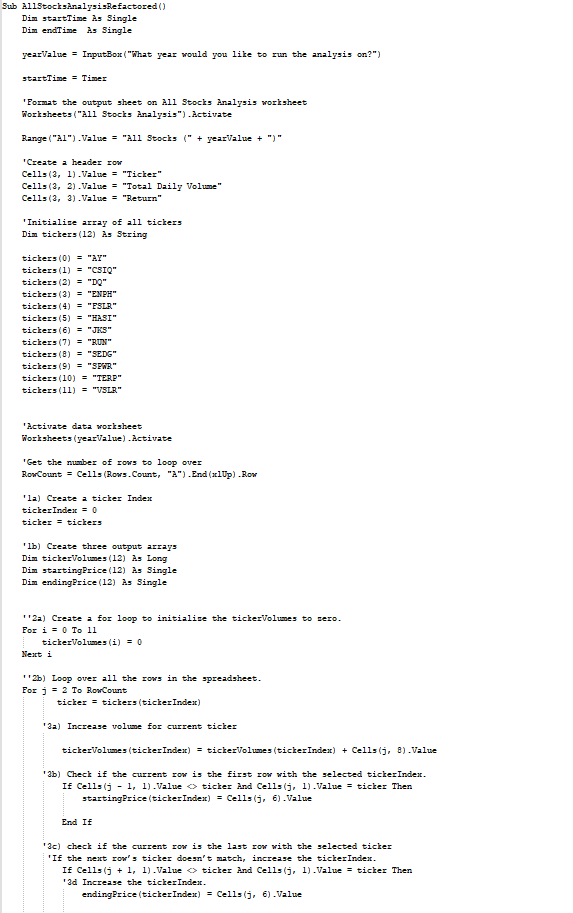 Sub AllStocksAnalysisRefactored()
Dim startTime As Single
Dim endTime  As Single
yearValue = InputBox("What year would you like to run the analysis on?")
startTime = Timer
'Format the output sheet on All Stocks Analysis worksheet
Worksheets("All Stocks Analysis").Activate
Range("A1").Value = "All Stocks (" + yearValue + ")"
'Create a header row
Cells(3, 1).Value = "Ticker"
Cells(3, 2).Value = "Total Daily Volume"
Cells(3, 3).Value = "Return"
'Initialize array of all tickers
Dim tickers(12) As String
tickers(0) = "AY"
tickers(1) = "CSIQ"
tickers(2) = "DQ"
tickers(3) = "ENPH"
tickers(4) = "FSLR"
tickers(5) = "HASI"
tickers(6) = "JKS"
tickers(7) = "RUN"
tickers(8) = "SEDG"
tickers(9) = "SPWR"
tickers(10) = "TERP"
tickers(11) = "VSLR"
'Activate data worksheet
Worksheets(yearValue).Activate
'Get the number of rows to loop over
RowCount = Cells(Rows.Count, "A").End(xlUp).Row
'1a) Create a ticker Index
tickerIndex = 0
ticker = tickers
'1b) Create three output arrays
Dim tickerVolumes(12) As Long
Dim startingPrice(12) As Single
Dim endingPrice(12) As Single
''2a) Create a for loop to initialize the tickerVolumes to zero.
For i = 0 To 11
tickerVolumes(i) = 0
Next i
''2b) Loop over all the rows in the spreadsheet.
For j = 2 To RowCount
ticker = tickers(tickerIndex)
'3a) Increase volume for current ticker
tickerVolumes(tickerIndex) = tickerVolumes(tickerIndex) + Cells(j, 8).Value
'3b) Check if the current row is the first row with the selected tickerIndex.
If Cells(j - 1, 1).Value <> ticker And Cells(j, 1).Value = ticker Then
startingPrice(tickerIndex) = Cells(j, 6).Value
End If
'3c) check if the current row is the last row with the selected ticker
'If the next row's ticker doesn't match, increase the tickerIndex.
If Cells(j + 1, 1).Value <> ticker And Cells(j, 1).Value = ticker Then
'3d Increase the tickerIndex.
endingPrice(tickerIndex) = Cells(j, 6).Value